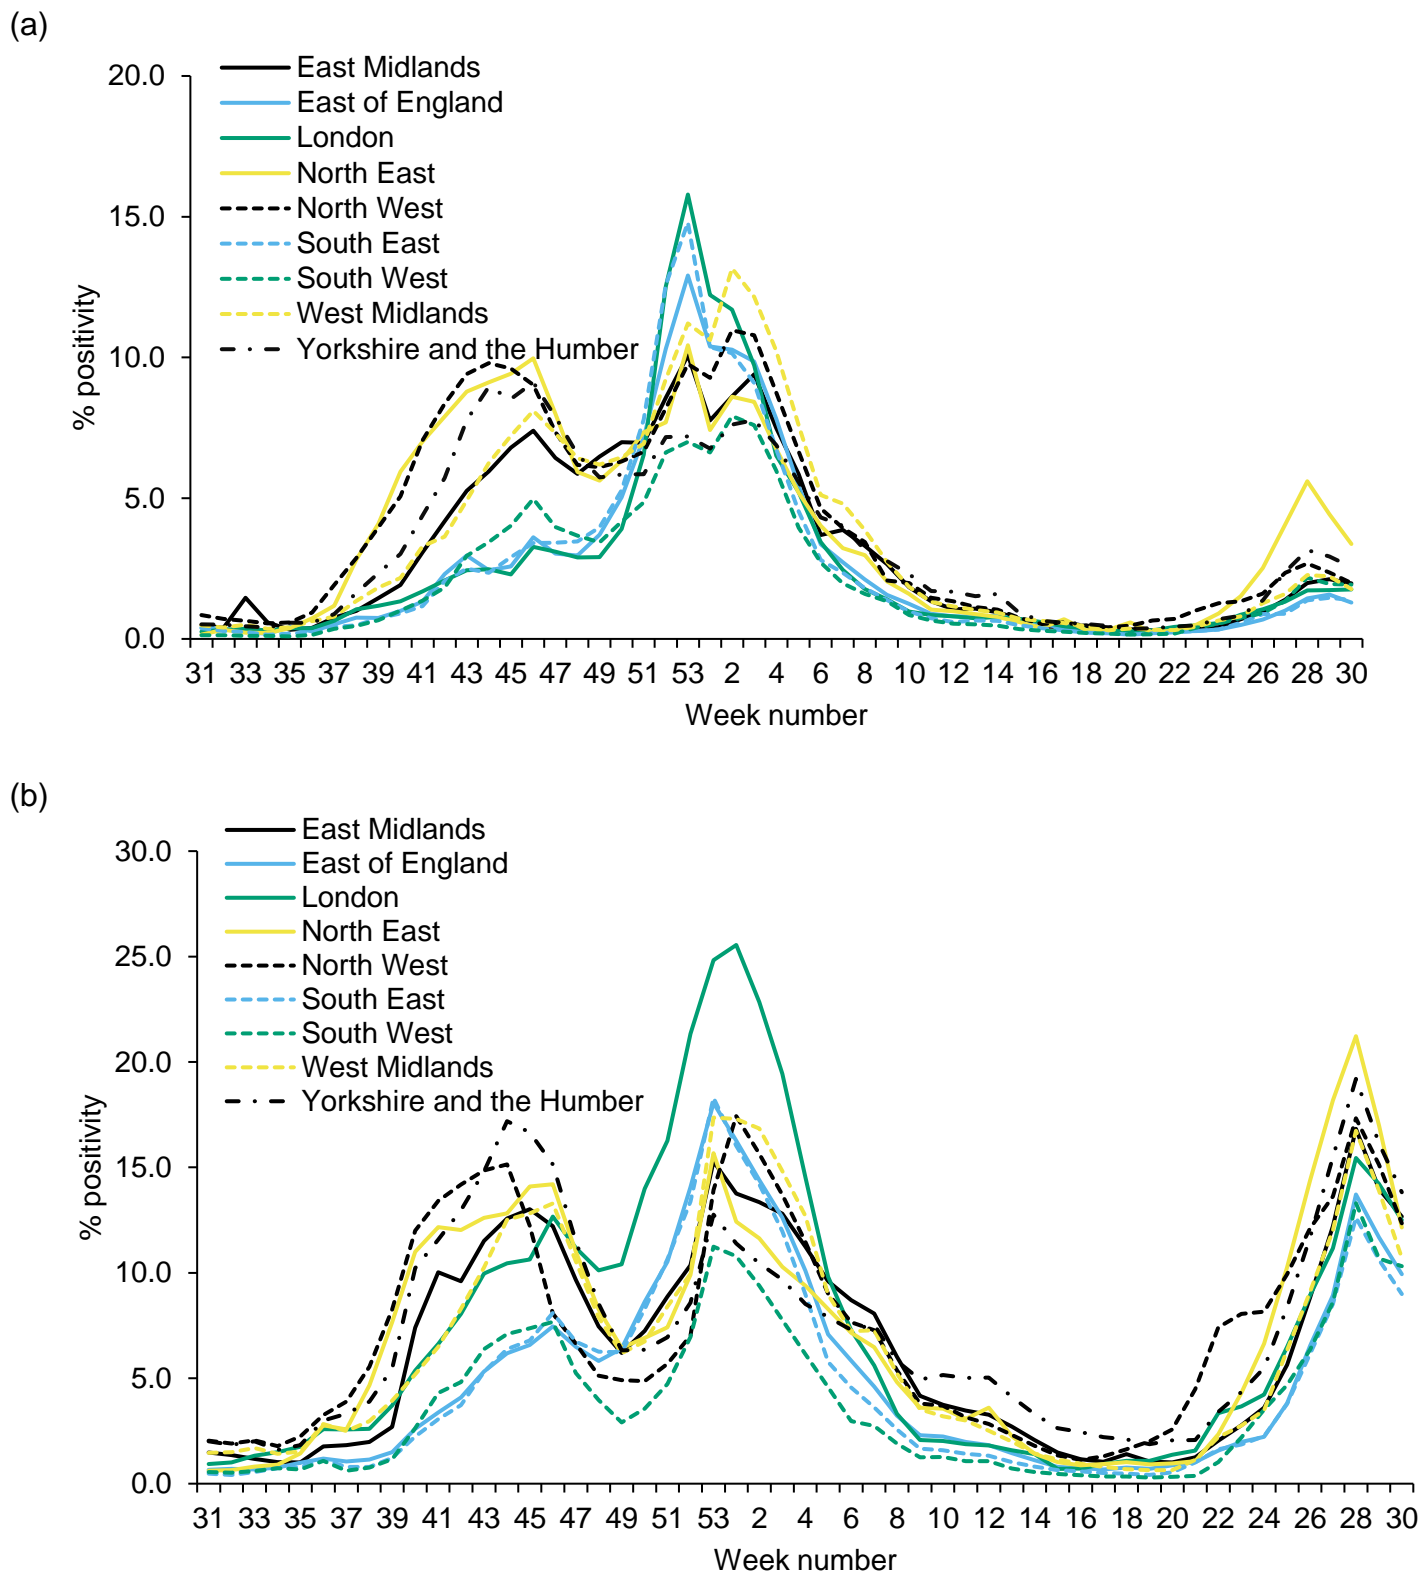 (a)
20.0
15.0
10.0
5.0
0.0
% positivity
East Midlands
East of England
London
North East
North West
South East
South West
West Midlands
Yorkshire and the Humber
31 33 35 37 39 41 43 45 47 49 51 53 2 4 6 8 10 12 14 16 18 20 22 24 26 28 30
Week number
(b)
30.0
25.0
20.0
15.0
10.0
5.0
0.0
% positivity
East Midlands
East of England
London
North East
North West
South East
South West
West Midlands
Yorkshire and the Humber
31 33 35 37 39 41 43 45 47 49 51 53 2 4 6 8 10 12 14 16 18 20 22 24 26 28 30
Week number